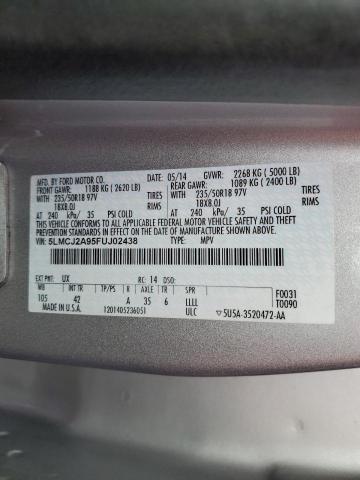 MFD. BY FORD MOTOR CO. 05/14 GVWR: 2268 KG ( 5000 LB)
FRONT GAWR: 1188 KG ( 2620 LB) REAR GAWR: 1089 KG ( 2400 LB)
WITH 235/50R18 97V TIRES WITH 235/50R18 97V TIRES
18X8.0J RIMS 18X8.0J RIMS
AT 240 kPa/ 35 PSI COLD AT 240 kPa/ 35 PSI COLD
THIS VEHICLE CONFORMS TO ALL APPLICABLE FEDERAL MOTOR VEHICLE SAFETY AND THEFT PREVENTION STANDARDS IN EFFECT ON THE DATE OF MANUFACTURE SHOWN ABOVE.
VIN: 5LMCJ2A95FUJ02438
TYPE: MPV
EXT PNT: UX RC: 14 DSO:
WB INT TR TP/PS R AXLE TR SPR
105 42 A 35 6 LLLL
ULC
F0031
T0090
MADE IN U.S.A. 1201405236051
5U5A-3520472-AA